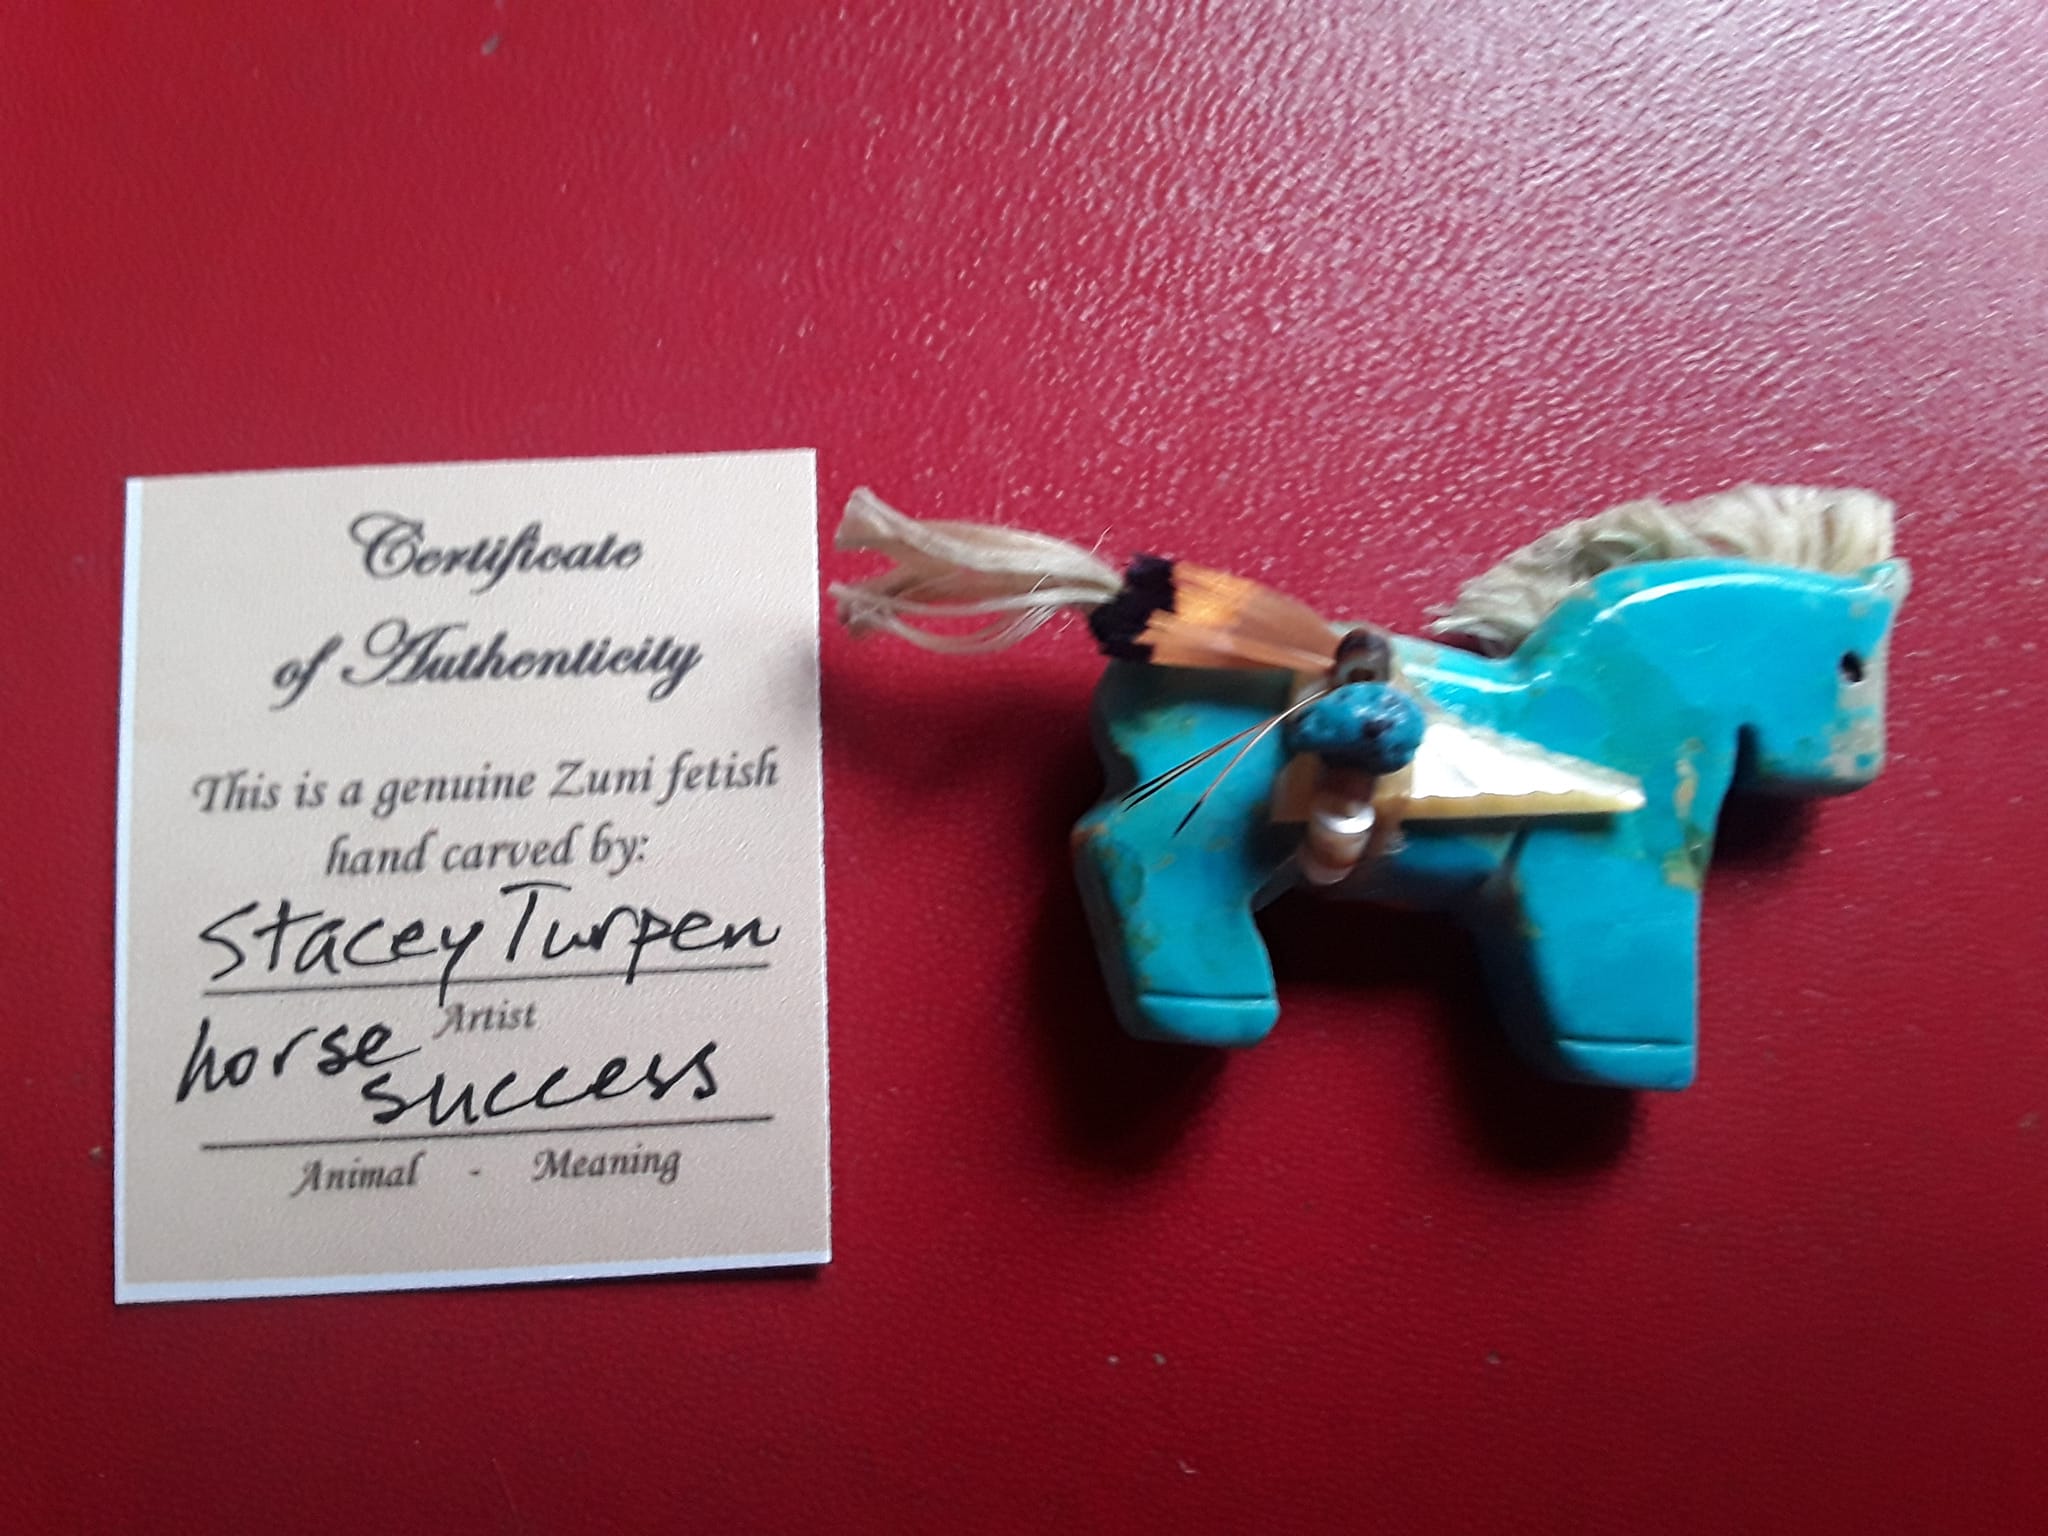 Certificate
of Authenticity
This is a genuine Zuni fetish
hand carved by:
Stacey Turpen
Artist
horse
success
Animal - Meaning